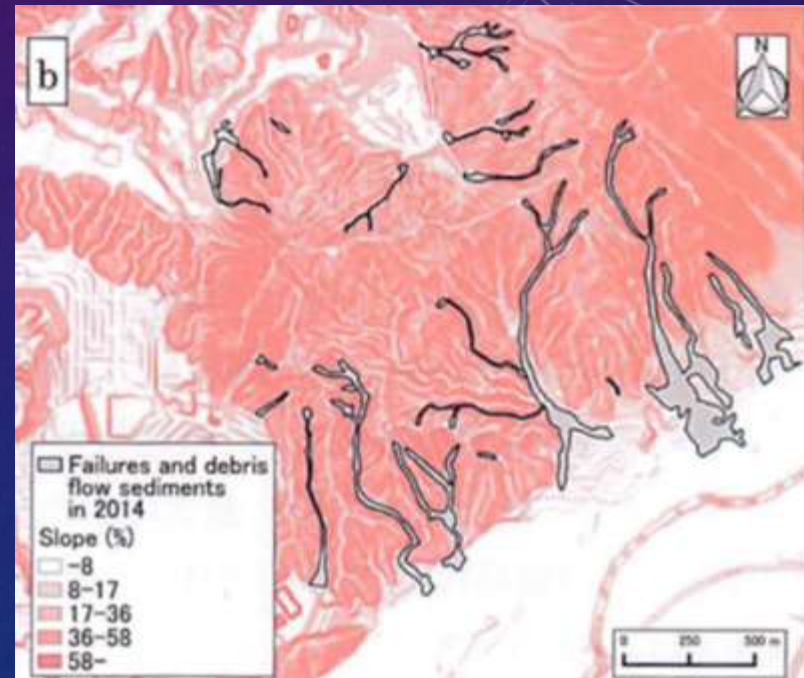 b
N
Failures and debris
flow sediments
in 2014
Slope (%)
-8
8-17
17-36
36-58
58-
0 250 500 m